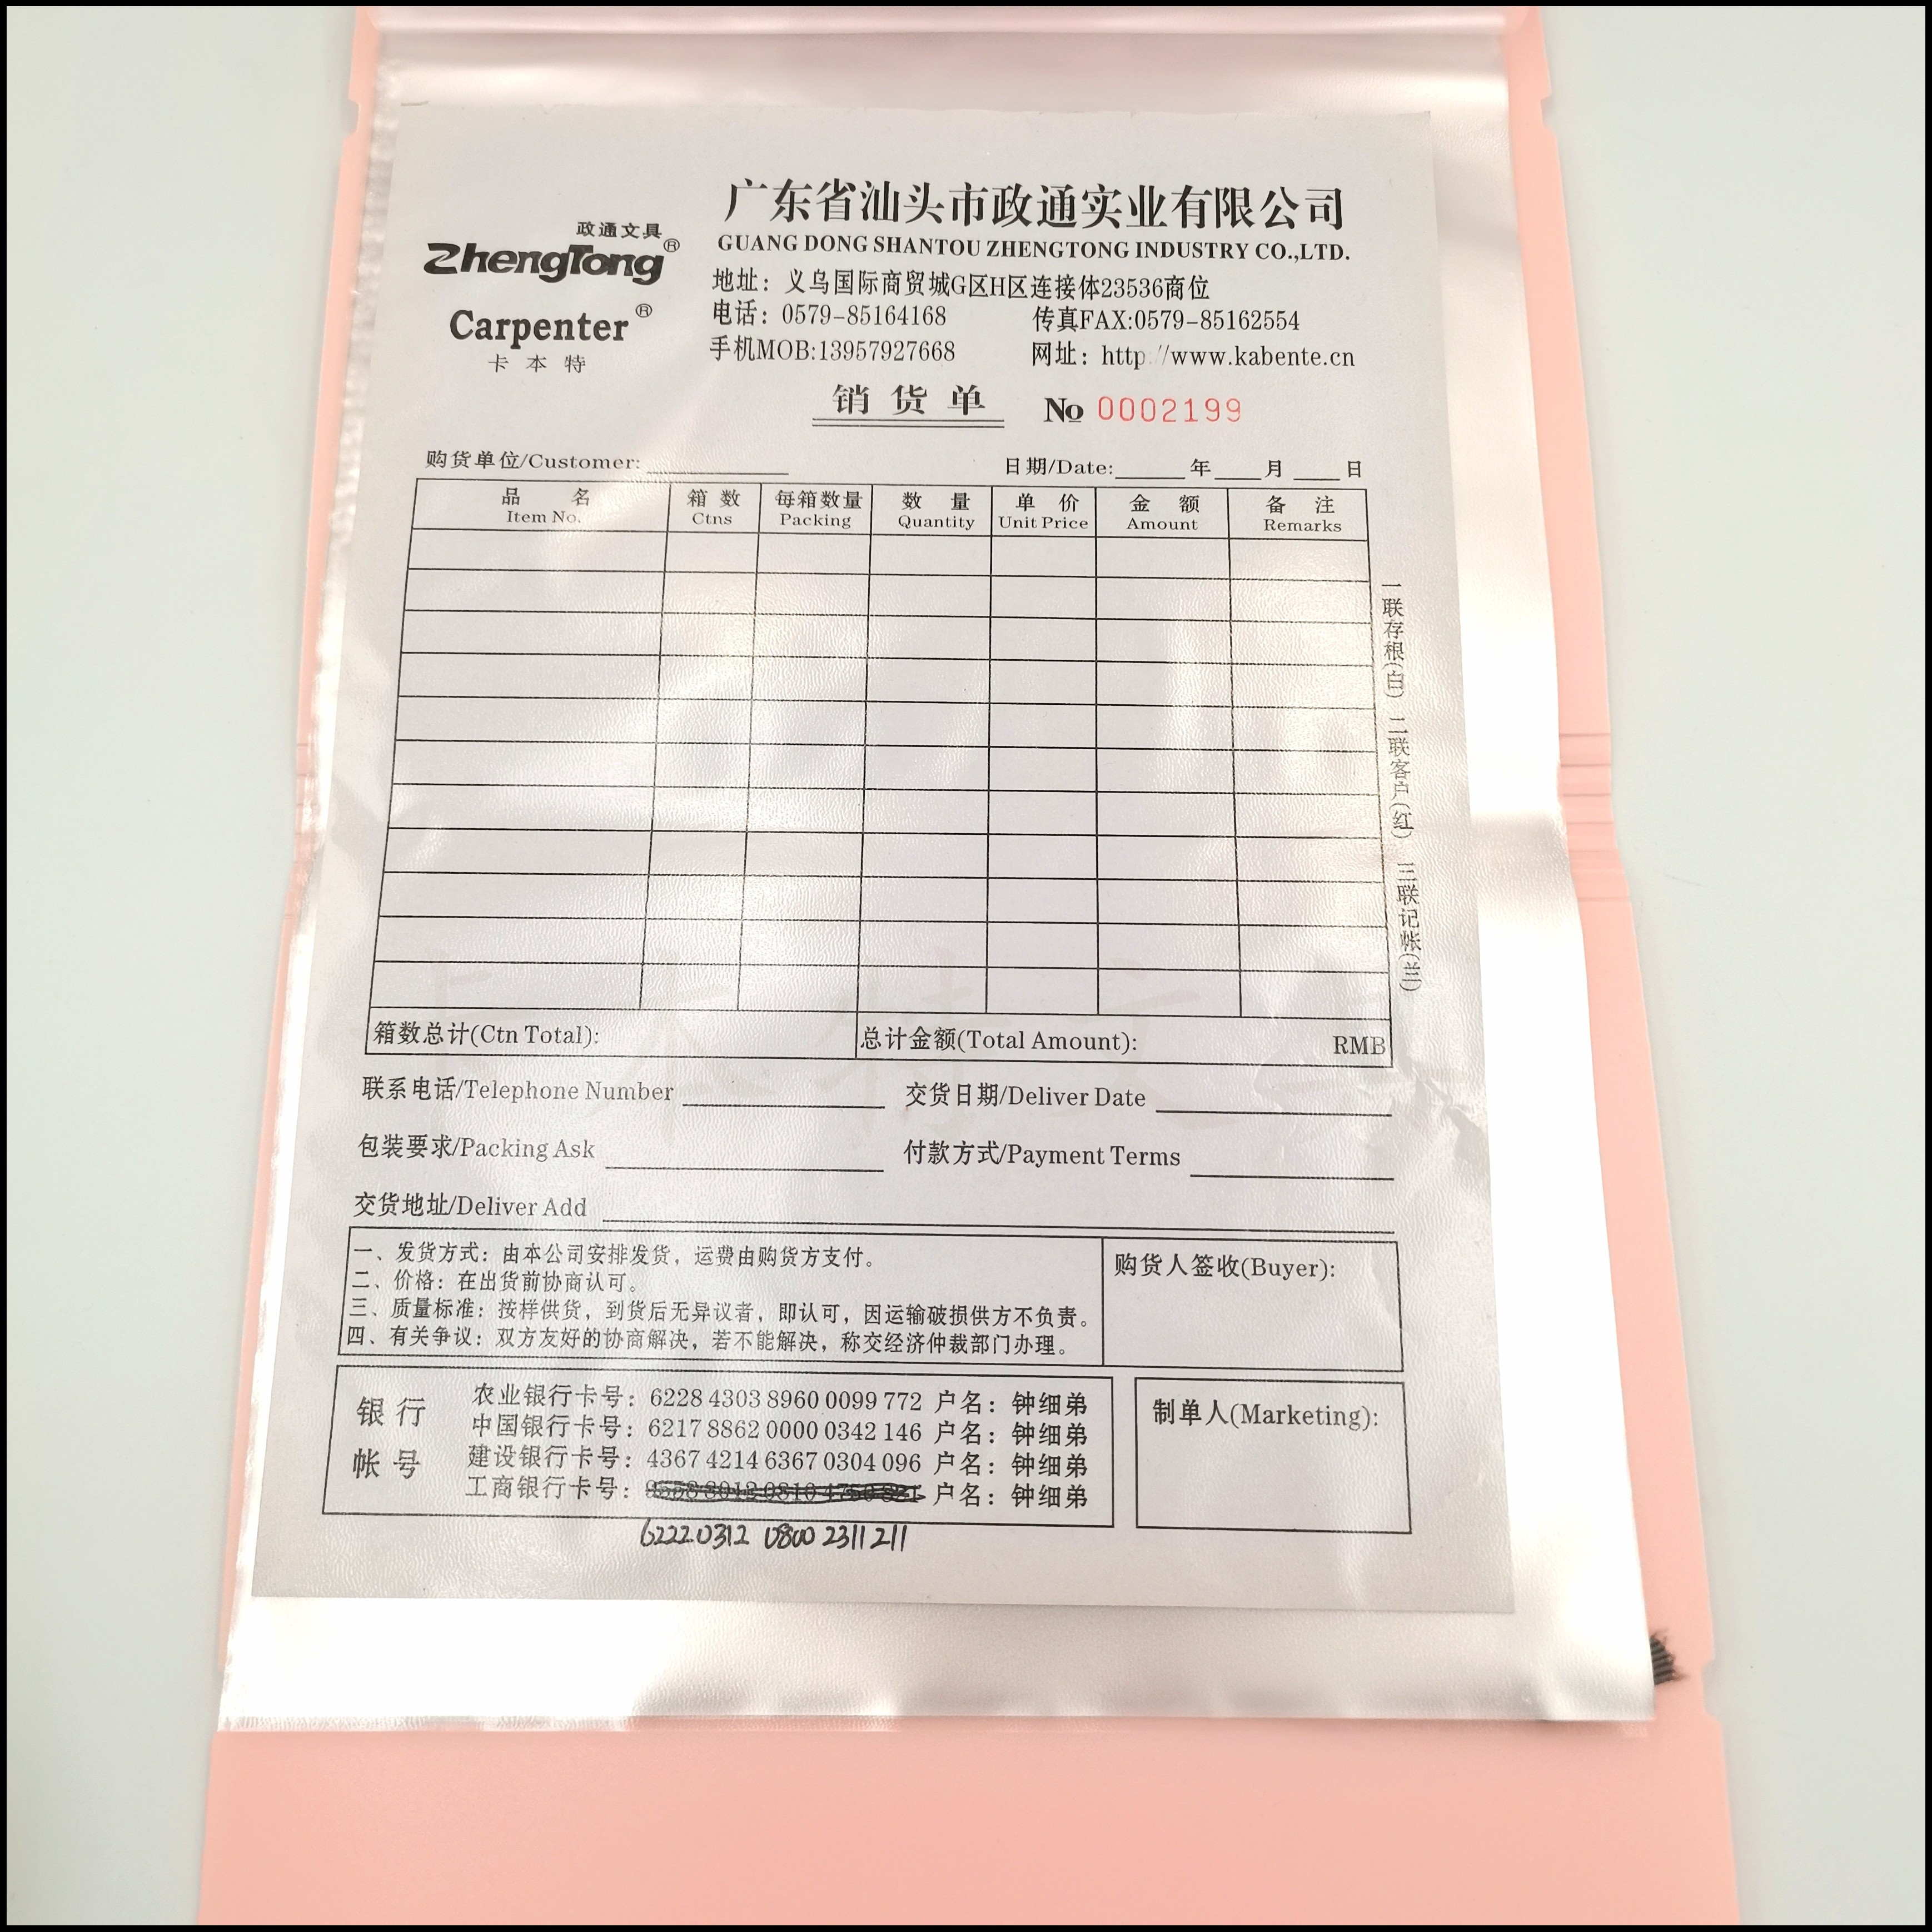 广东省汕头市政通实业有限公司
政通文具
ZhengTong®
GUANG DONG SHANTOU ZHENGTONG INDUSTRY CO.,LTD.
Carpenter®
卡本特
地址：义乌国际商贸城G区H区连接体23536商位
电话：0579-85164168 传真FAX:0579-85162554
手机MOB:13957927668 网址：http://www.kabente.cn
销货单 No 0002199
购货单位/Customer: 日期/Date: 年 月 日
品名 箱数 每箱数量 数量 单价 金额 备注
Item No. Ctns Packing Quantity Unit Price Amount Remarks
一联存根(白) 二联客户(红) 三联记帐(兰)
箱数总计(Ctn Total): 总计金额(Total Amount): RMB
联系电话/Telephone Number 交货日期/Deliver Date
包装要求/Packing Ask 付款方式/Payment Terms
交货地址/Deliver Add
一、发货方式：由本公司安排发货，运费由购货方支付。
二、价格：在出货前协商认可。
三、质量标准：按样供货，到货后无异议者，即认可，因运输破损供方不负责。
四、有关争议：双方友好的协商解决，若不能解决，称交经济仲裁部门办理。
购货人签收(Buyer):
银行帐号
农业银行卡号：6228 4303 8960 0099 772 户名：钟细弟
中国银行卡号：6217 8862 0000 0342 146 户名：钟细弟
建设银行卡号：4367 4214 6367 0304 096 户名：钟细弟
工商银行卡号： 户名：钟细弟
6222.0312 0800 2311 211
制单人(Marketing):